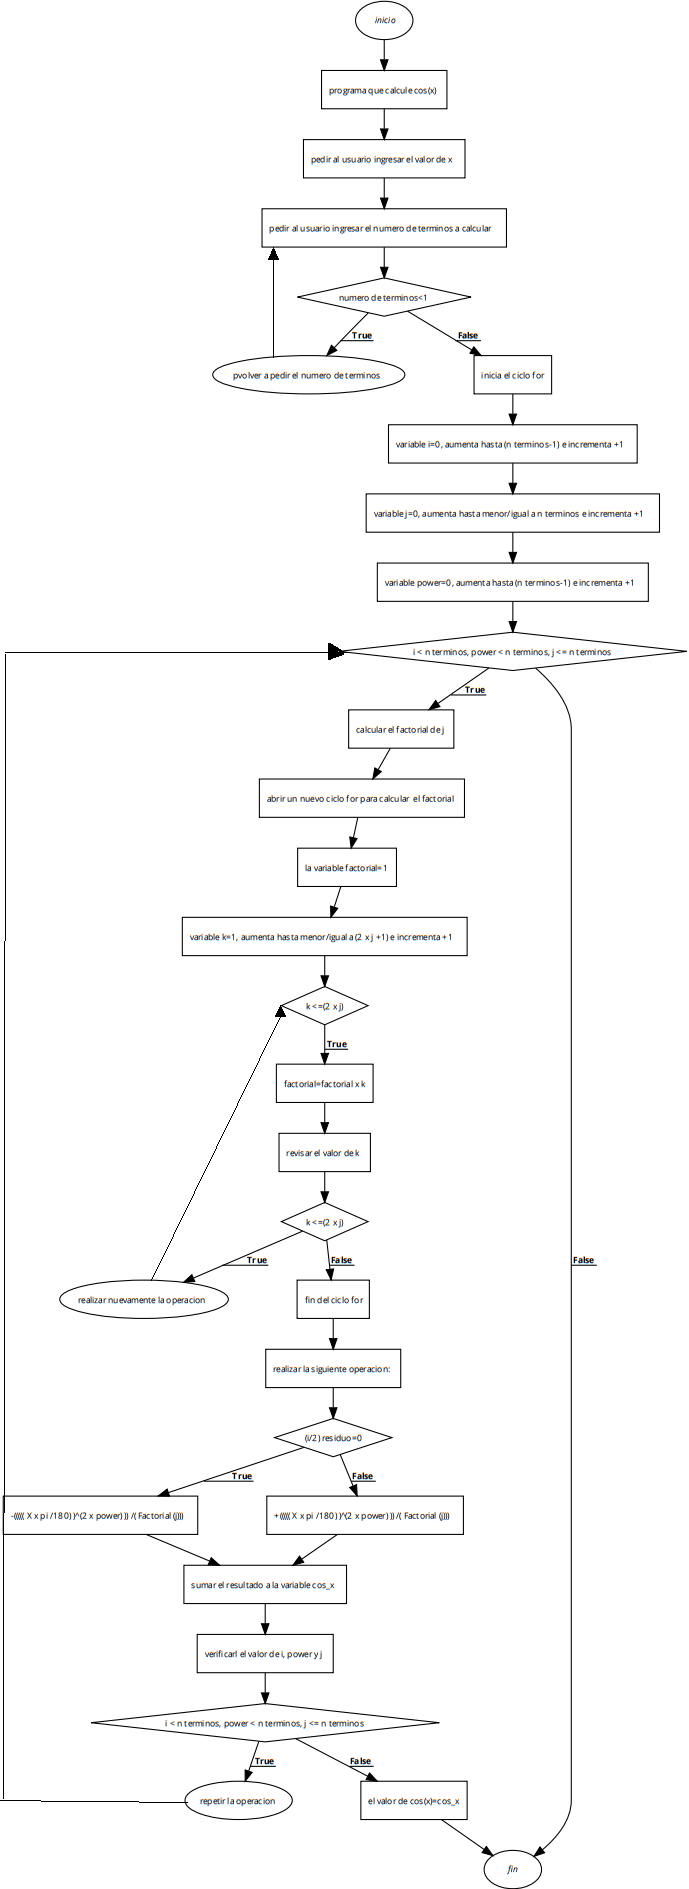 inicio
programa que calcule cos(x)
pedir al usuario ingresar el valor de x
pedir al usuario ingresar el numero de terminos a calcular
numero de terminos<1
True
False
pvolver a pedir el numero de terminos
inicia el ciclo for
variable i=0, aumenta hasta (n terminos-1) e incrementa +1
variable j=0, aumenta hasta menor/igual a n terminos e incrementa +1
variable power=0, aumenta hasta (n terminos-1) e incrementa +1
i < n terminos, power < n terminos, j <= n terminos
True
calcular el factorial de j
abrir un nuevo ciclo for para calcular el factorial
la variable factorial=1
variable k=1, aumenta hasta menor/igual a (2 x j +1) e incrementa +1
k <=(2 x j)
True
factorial=factorial x k
revisar el valor de k
k <=(2 x j)
True
False
False
realizar nuevamente la operacion
fin del ciclo for
realizar la siguiente operacion:
(i/2) residuo=0
True
False
-((((( X x pi /180) )^(2 x power) )) /( Factorial (j)))
+((((( X x pi /180) )^(2 x power) )) /( Factorial (j)))
sumar el resultado a la variable cos_x
verificarl el valor de i, power y j
i < n terminos, power < n terminos, j <= n terminos
True
False
repetir la operacion
el valor de cos(x)=cos_x
fin